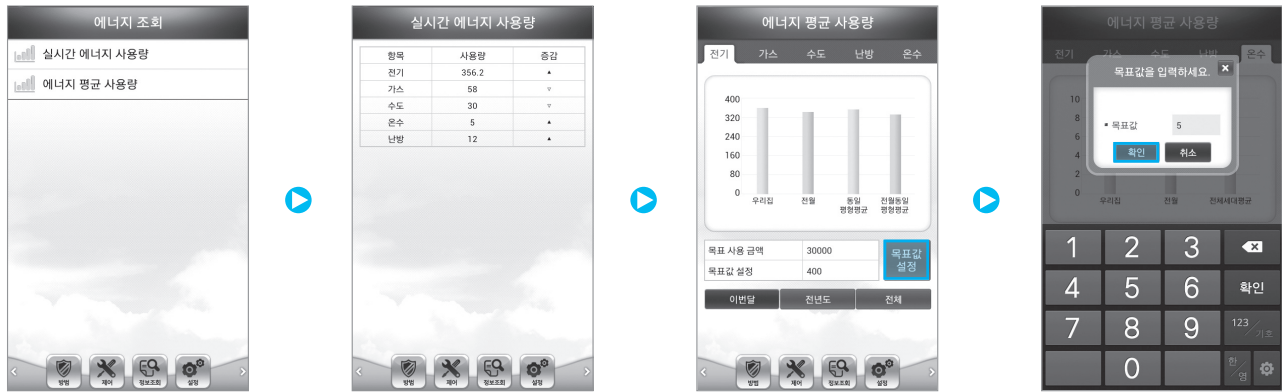 에너지 조회
실시간 에너지 사용량
에너지 평균 사용량
방범 제어 정보조회 설정
실시간 에너지 사용량
항목 사용량 증감
전기 356.2 ▲
가스 58 ▽
수도 30 ▽
온수 5 ▲
난방 12 ▲
방범 제어 정보조회 설정
에너지 평균 사용량
전기 가스 수도 난방 온수
400
320
240
160
80
0
우리집 전월 동일 전월동일
평형평균 평형평균
목표 사용 금액 30000
목표값 설정 400
목표값
설정
이번달 전년도 전체
방범 제어 정보조회 설정
에너지 평균 사용량
전기 가스 수도 난방 온수
목표값을 입력하세요.
목표값 5
확인 취소
10
8
6
4
2
0
우리집 전월 전체세대평균
1 2 3
4 5 6 확인
7 8 9 123/기호
0 한/영